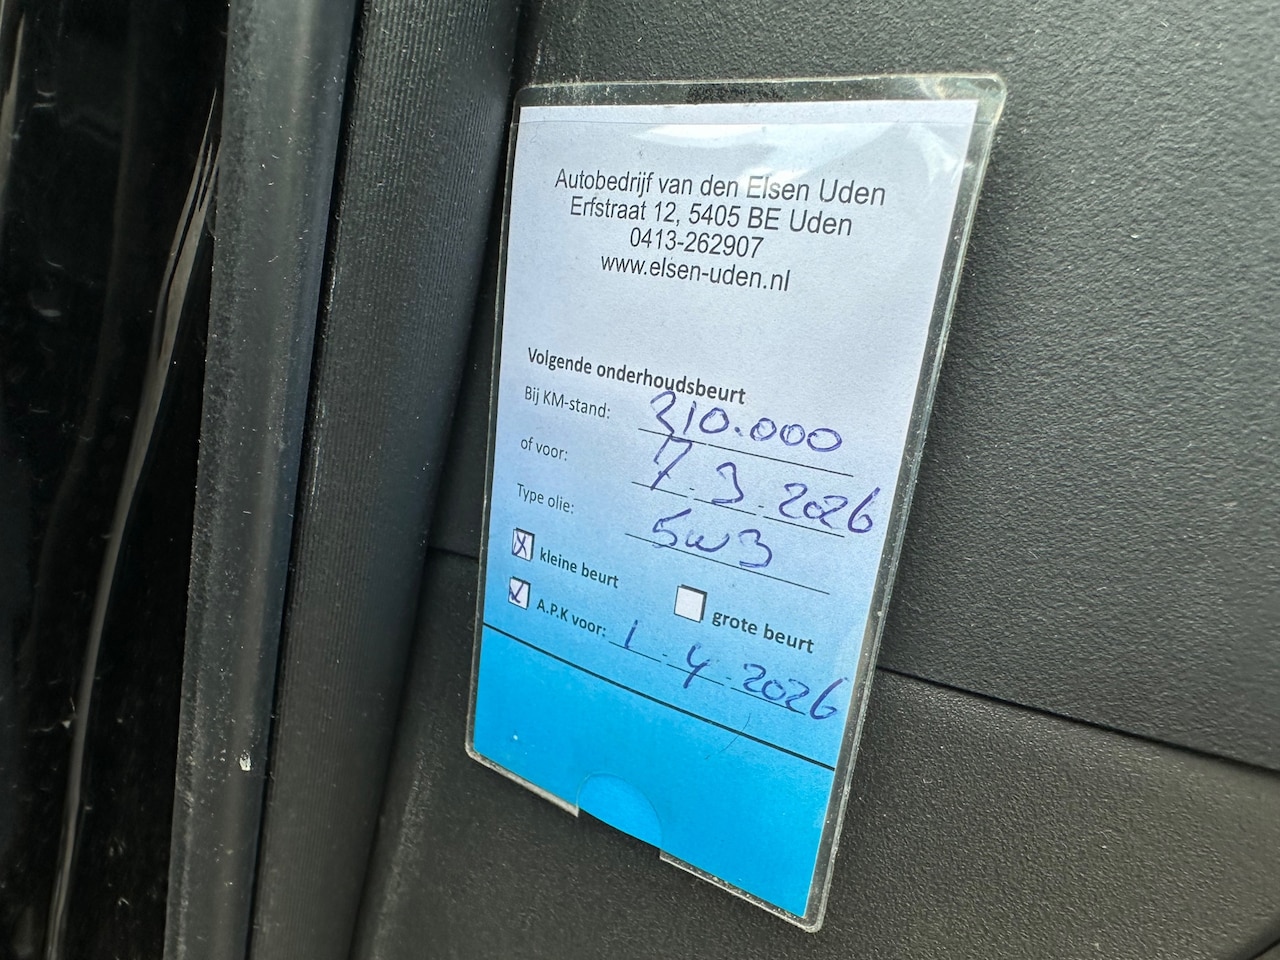 Autobedrijf van den Elsen Uden
Erfstraat 12, 5405 BE Uden
0413-262907
www.elsen-uden.nl
Volgende onderhoudsbeurt
Bij KM-stand: 210.000
of voor: 7.3.2026
Type olie: 5w3
X kleine beurt grote beurt
A.P.K voor: 1.4.2026